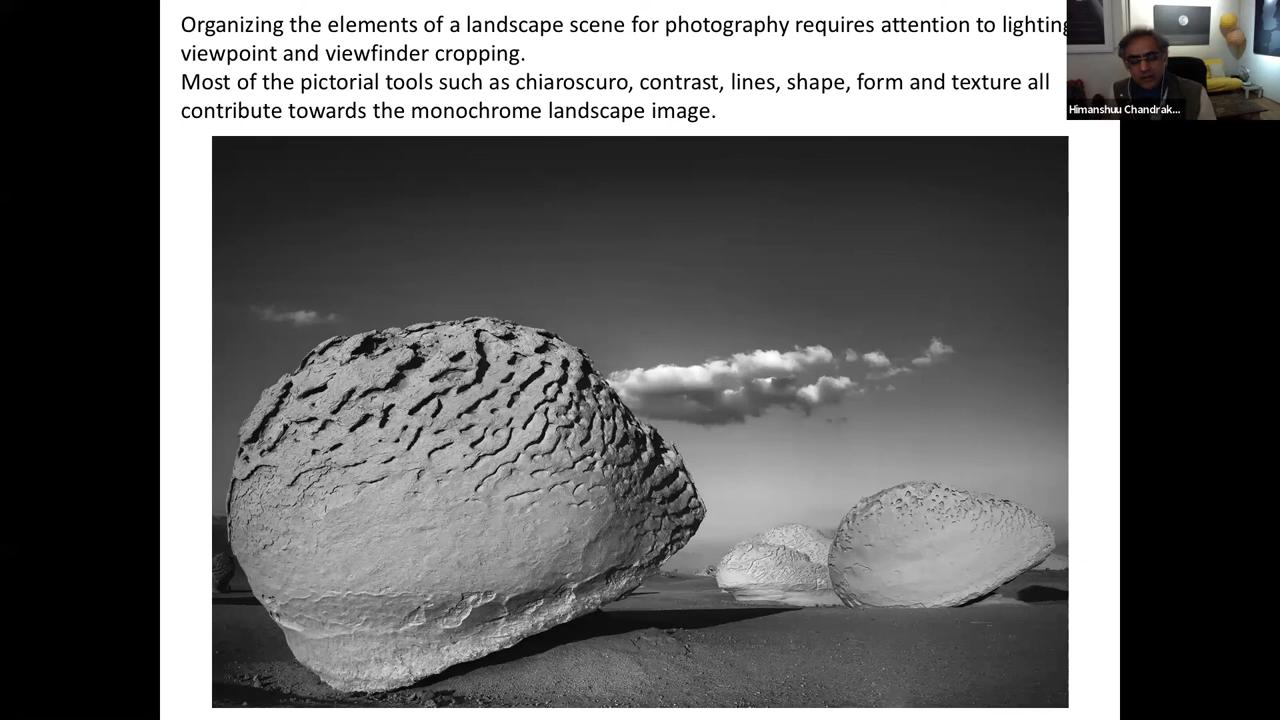 Organizing the elements of a landscape scene for photography requires attention to lighting
viewpoint and viewfinder cropping.
Most of the pictorial tools such as chiaroscuro, contrast, lines, shape, form and texture all
contribute towards the monochrome landscape image.
Himanshuu Chandrak...